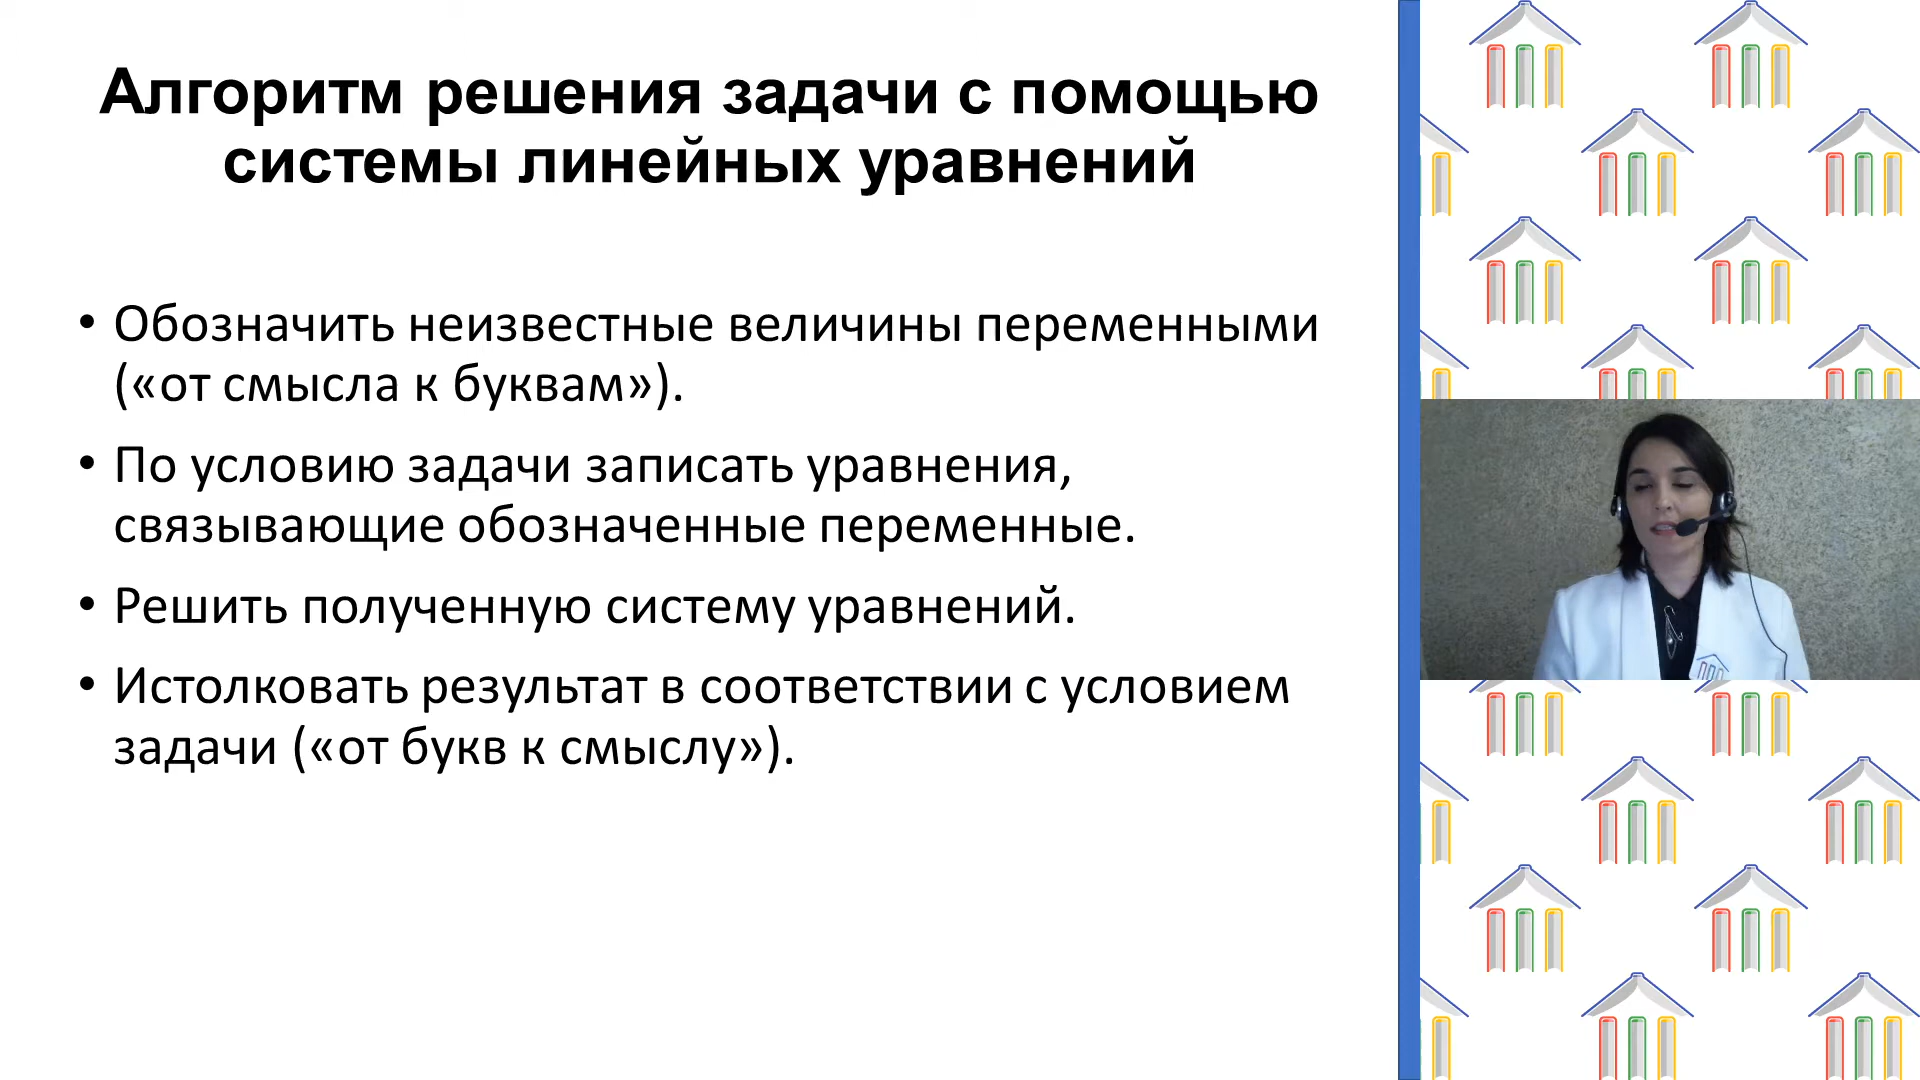 Алгоритм решения задачи с помощью
системы линейных уравнений
• Обозначить неизвестные величины переменными
(«от смысла к буквам»).
• По условию задачи записать уравнения,
связывающие обозначенные переменные.
• Решить полученную систему уравнений.
• Истолковать результат в соответствии с условием
задачи («от букв к смыслу»).